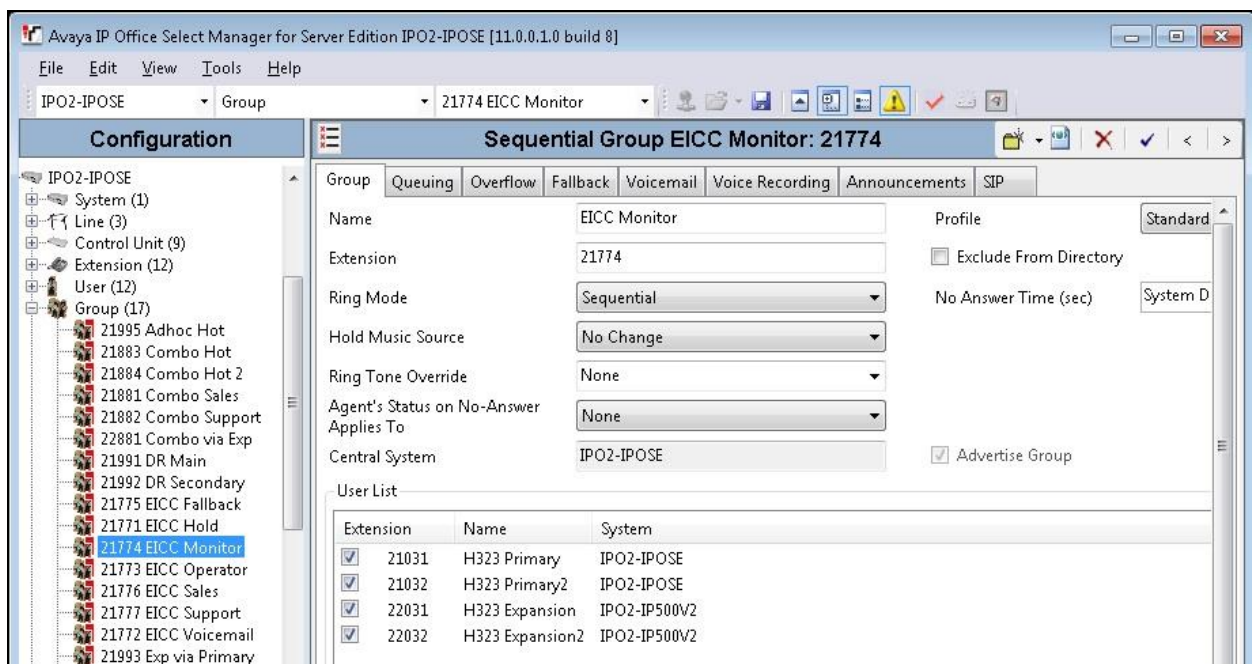 Avaya IP Office Select Manager for Server Edition IPO2-IPOSE [11.0.0.1.0 build 8]
File Edit View Tools Help
IPO2-IPOSE Group 21774 EICC Monitor
Configuration
IPO2-IPOSE
System (1)
Line (3)
Control Unit (9)
Extension (12)
User (12)
Group (17)
21995 Adhoc Hot
21883 Combo Hot
21884 Combo Hot 2
21881 Combo Sales
21882 Combo Support
22881 Combo via Exp
21991 DR Main
21992 DR Secondary
21775 EICC Fallback
21771 EICC Hold
21774 EICC Monitor
21773 EICC Operator
21776 EICC Sales
21777 EICC Support
21772 EICC Voicemail
21993 Exp via Primary
Sequential Group EICC Monitor: 21774
Group Queuing Overflow Fallback Voicemail Voice Recording Announcements SIP
Name EICC Monitor Profile Standard
Extension 21774 Exclude From Directory
Ring Mode Sequential No Answer Time (sec) System D
Hold Music Source No Change
Ring Tone Override None
Agent's Status on No-Answer
Applies To None
Central System IPO2-IPOSE Advertise Group
User List
Extension Name System
21031 H323 Primary IPO2-IPOSE
21032 H323 Primary2 IPO2-IPOSE
22031 H323 Expansion IPO2-IP500V2
22032 H323 Expansion2 IPO2-IP500V2